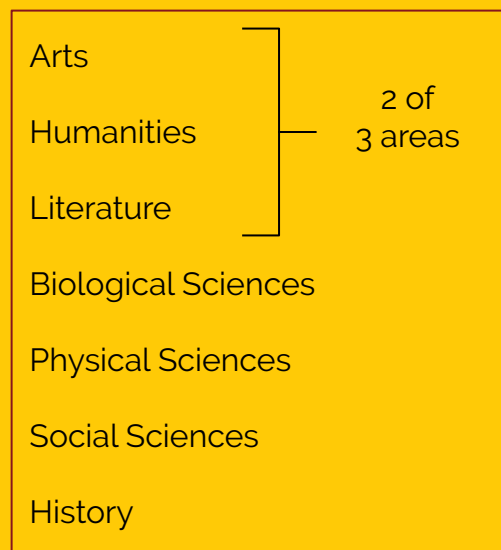 Arts
Humanities
Literature
2 of
3 areas
Biological Sciences
Physical Sciences
Social Sciences
History